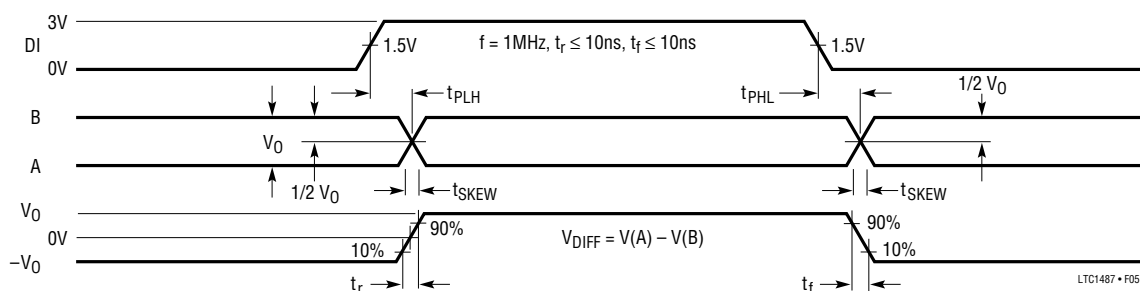 3V
DI
0V
1.5V
f = 1MHz, tr ≤ 10ns, tf ≤ 10ns
1.5V
tPLH
tPHL
1/2 VO
B
VO
A
1/2 VO
tSKEW
tSKEW
VO
0V
–VO
90%
10%
VDIFF = V(A) – V(B)
90%
10%
tr
tf
LTC1487 • F05